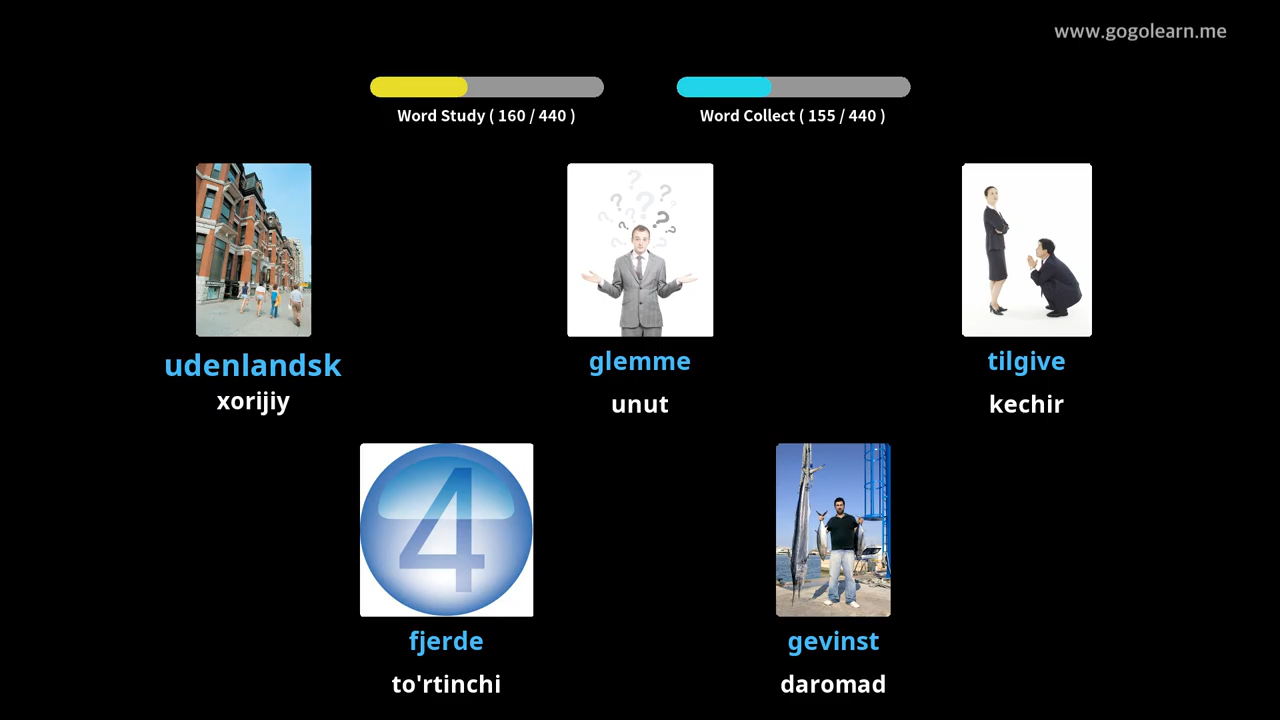 www.gogolearn.me
Word Study ( 160 / 440 )
Word Collect ( 155 / 440 )
udenlandsk
xorijiy
glemme
unut
tilgive
kechir
4
fjerde
to'rtinchi
gevinst
daromad